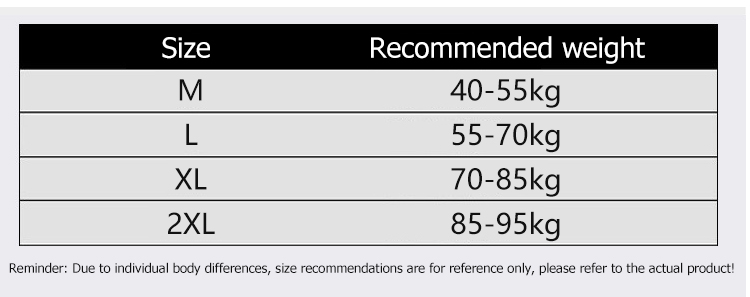 Size Recommended weight
M 40-55kg
L 55-70kg
XL 70-85kg
2XL 85-95kg
Reminder: Due to individual body differences, size recommendations are for reference only, please refer to the actual product!